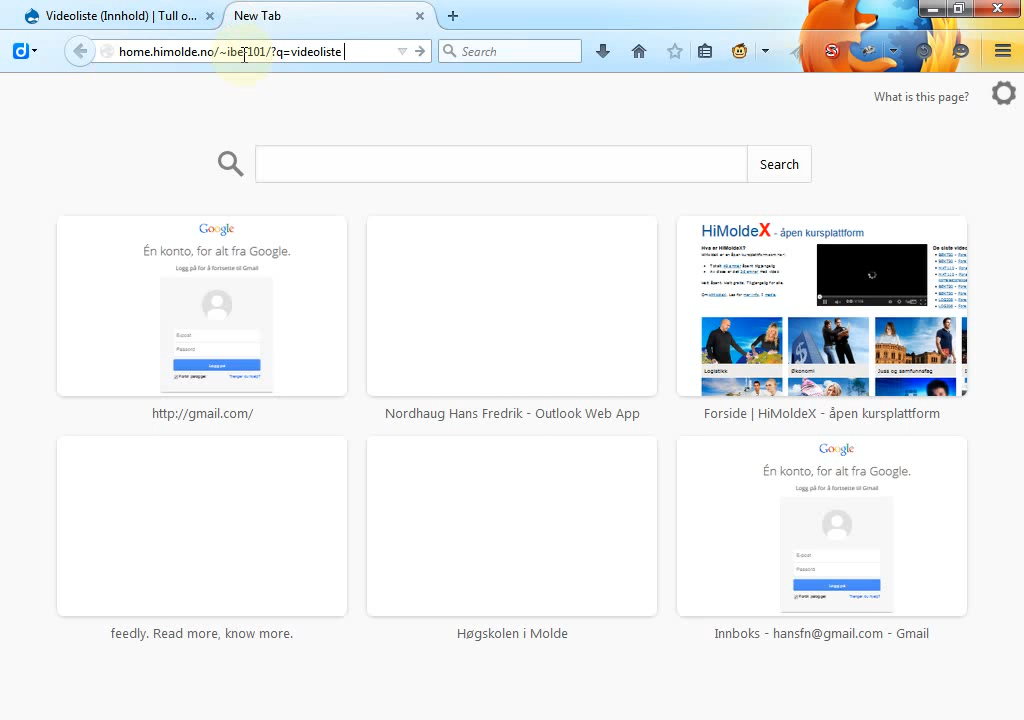 Videoliste (Innhold) | Tull o...
New Tab
home.himolde.no/~ibe101/?q=videoliste
Search
What is this page?
Search
Google
Én konto, for alt fra Google.
Logg på for å fortsette til Gmail
E-post
Passord
Logg på
Forbli pålogget
Trenger du hjelp?
http://gmail.com/
Nordhaug Hans Fredrik - Outlook Web App
HiMoldeX - åpen kursplattform
Hva er HiMoldeX?
Logistikk
Økonomi
Juss og samfunnsfag
Forside | HiMoldeX - åpen kursplattform
feedly. Read more, know more.
Høgskolen i Molde
Google
Én konto, for alt fra Google.
Logg på for å fortsette til Gmail
E-post
Passord
Logg på
Forbli pålogget
Trenger du hjelp?
Innboks - hansfn@gmail.com - Gmail